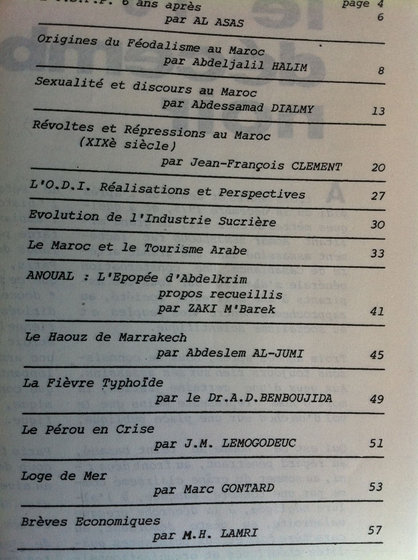 6 ans après page 4
par AL ASAS 6
Origines du Féodalisme au Maroc
par Abdeljalil HALIM 8
Sexualité et discours au Maroc
par Abdessamad DIALMY 13
Révoltes et Répressions au Maroc
(XIXè siècle)
par Jean-François CLEMENT 20
L'O.D.I. Réalisations et Perspectives 27
Evolution de l'Industrie Sucrière 30
Le Maroc et le Tourisme Arabe 33
ANOUAL : L'Epopée d'Abdelkrim
propos recueillis
par ZAKI M'Barek 41
Le Haouz de Marrakech
par Abdeslem AL-JUMI 45
La Fièvre Typhoïde
par le Dr.A.D.BENBOUJIDA 49
Le Pérou en Crise
par J.M. LEMOGODEUC 51
Loge de Mer
par Marc GONTARD 53
Brèves Economiques
par M.H. LAMRI 57